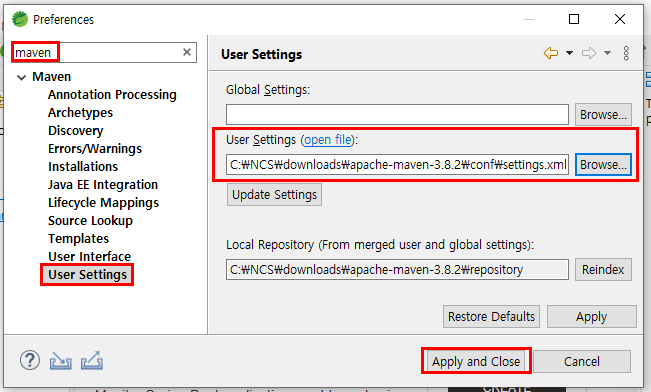 Preferences
maven
Maven
Annotation Processing
Archetypes
Discovery
Errors/Warnings
Installations
Java EE Integration
Lifecycle Mappings
Source Lookup
Templates
User Interface
User Settings
User Settings
Global Settings:
Browse...
User Settings (open file):
C:₩NCS₩downloads₩apache-maven-3.8.2₩conf₩settings.xml
Browse...
Update Settings
Local Repository (From merged user and global settings):
C:₩NCS₩downloads₩apache-maven-3.8.2₩repository
Reindex
Restore Defaults
Apply
Apply and Close
Cancel